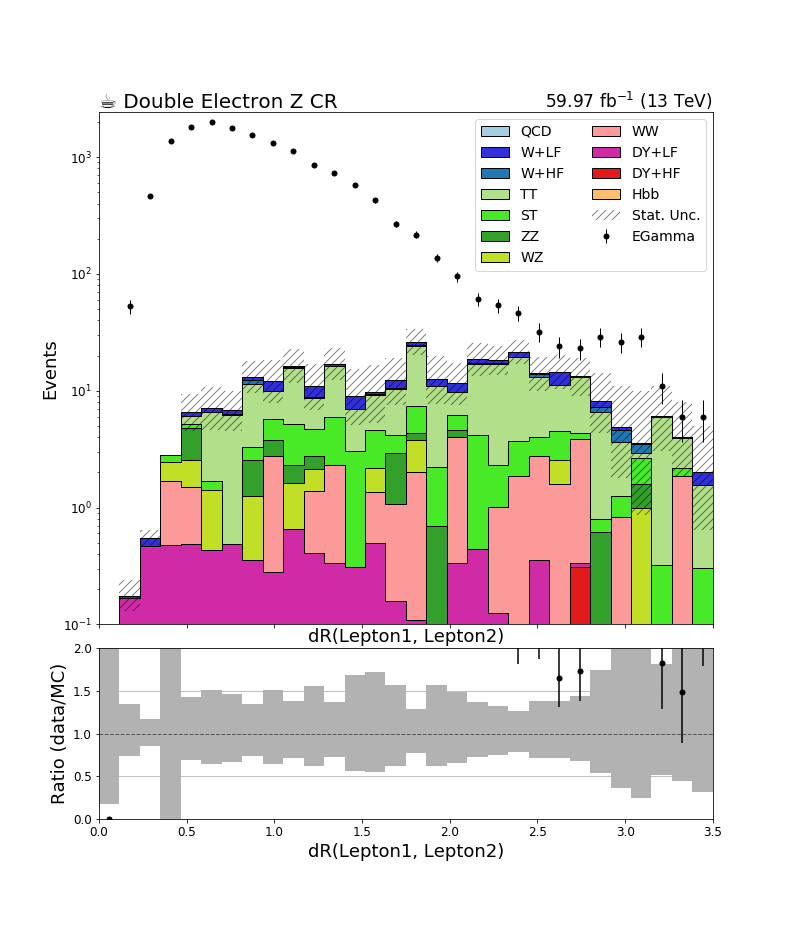 ☕ Double Electron Z CR 59.97 fb⁻¹ (13 TeV)
QCD WW
W+LF DY+LF
W+HF DY+HF
TT Hbb
ST Stat. Unc.
ZZ EGamma
WZ
Events
10³
10²
10¹
10⁰
10⁻¹
dR(Lepton1, Lepton2)
Ratio (data/MC)
2.0
1.5
1.0
0.5
0.0
0.0 0.5 1.0 1.5 2.0 2.5 3.0 3.5
dR(Lepton1, Lepton2)